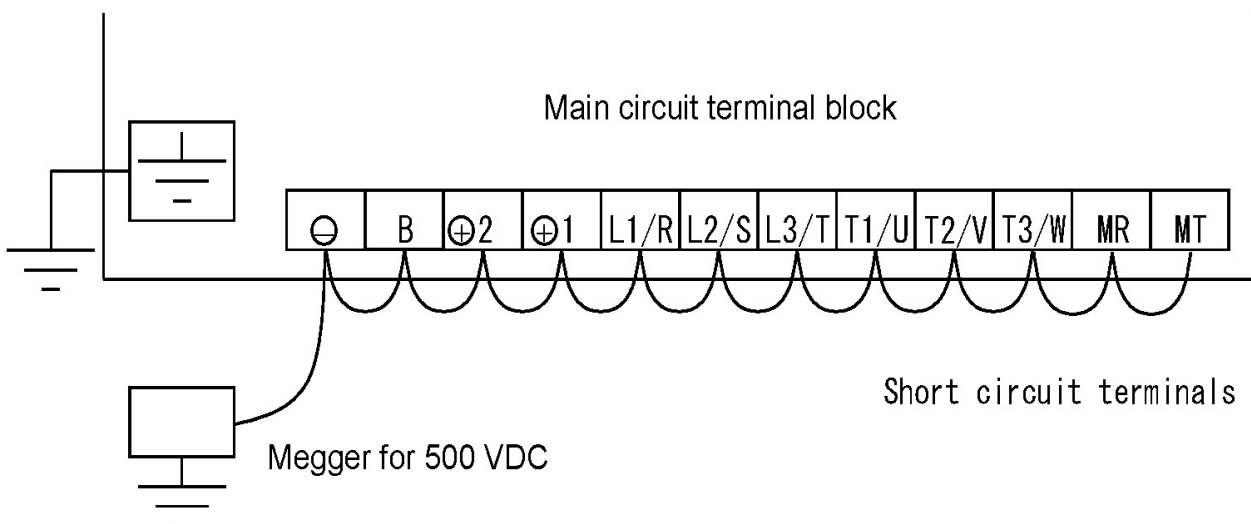 Main circuit terminal block
⊖ B ⊕2 ⊕1 L1/R L2/S L3/T T1/U T2/V T3/W MR MT
Short circuit terminals
Megger for 500 VDC